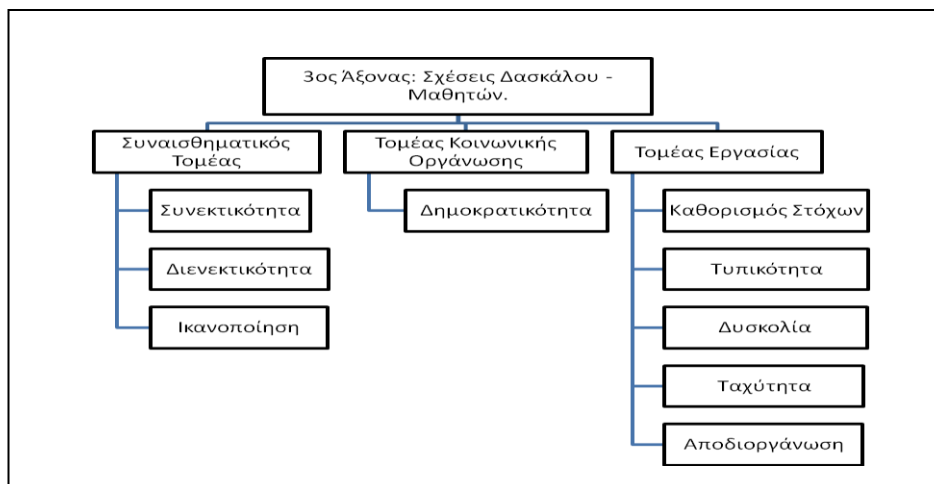 3ος Άξονας: Σχέσεις Δασκάλου -
Μαθητών.
Συναισθηματικός
Τομέας
Συνεκτικότητα
Διενεκτικότητα
Ικανοποίηση
Τομέας Κοινωνικής
Οργάνωσης
Δημοκρατικότητα
Τομέας Εργασίας
Καθορισμός Στόχων
Τυπικότητα
Δυσκολία
Ταχύτητα
Αποδιοργάνωση